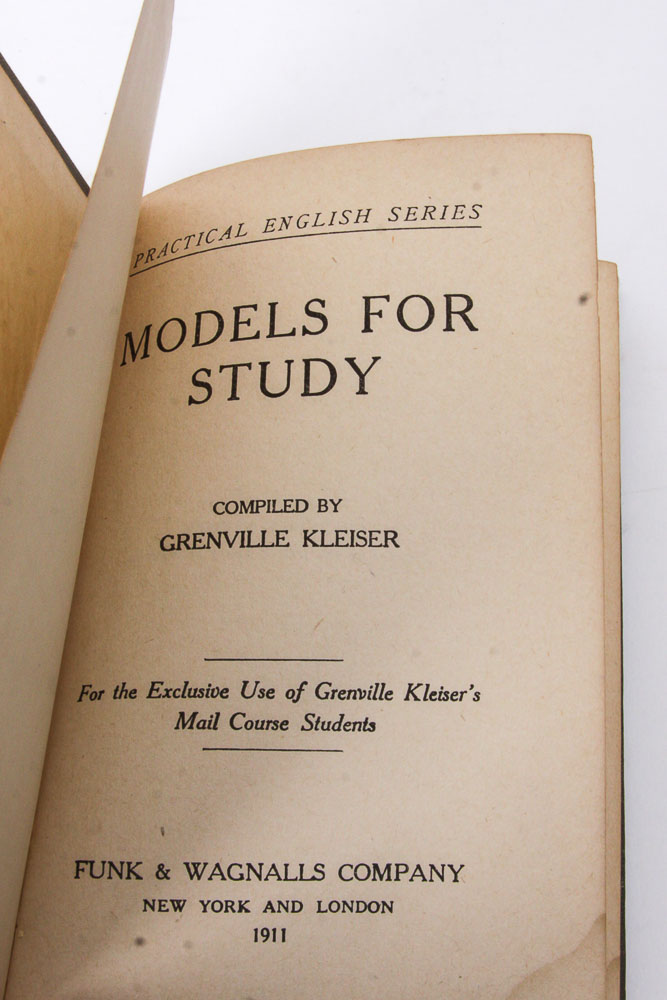 PRACTICAL ENGLISH SERIES
MODELS FOR
STUDY
COMPILED BY
GRENVILLE KLEISER
For the Exclusive Use of Grenville Kleiser's
Mail Course Students
FUNK & WAGNALLS COMPANY
NEW YORK AND LONDON
1911